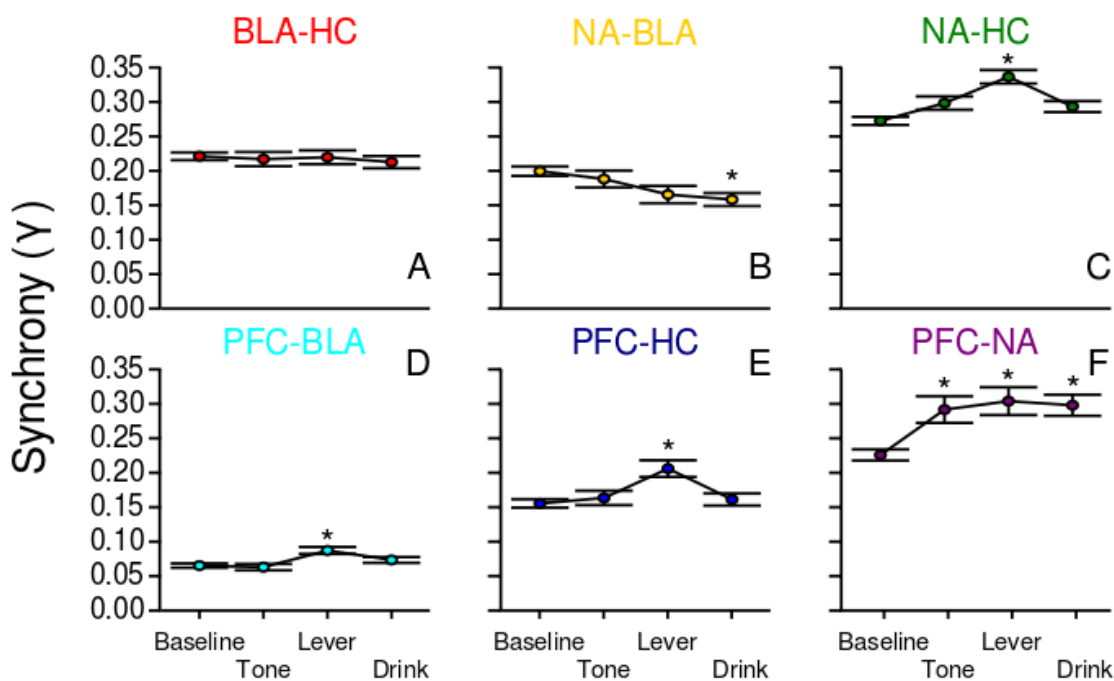 BLA-HC
NA-BLA
NA-HC
Synchrony (γ)
0.35
0.30
0.25
0.20
0.15
0.10
0.05
0.00
*
*
A
B
C
PFC-BLA
PFC-HC
PFC-NA
D
E
F
0.35
0.30
0.25
0.20
0.15
0.10
0.05
0.00
*
*
* * *
Baseline Tone Lever Drink
Baseline Tone Lever Drink
Baseline Tone Lever Drink